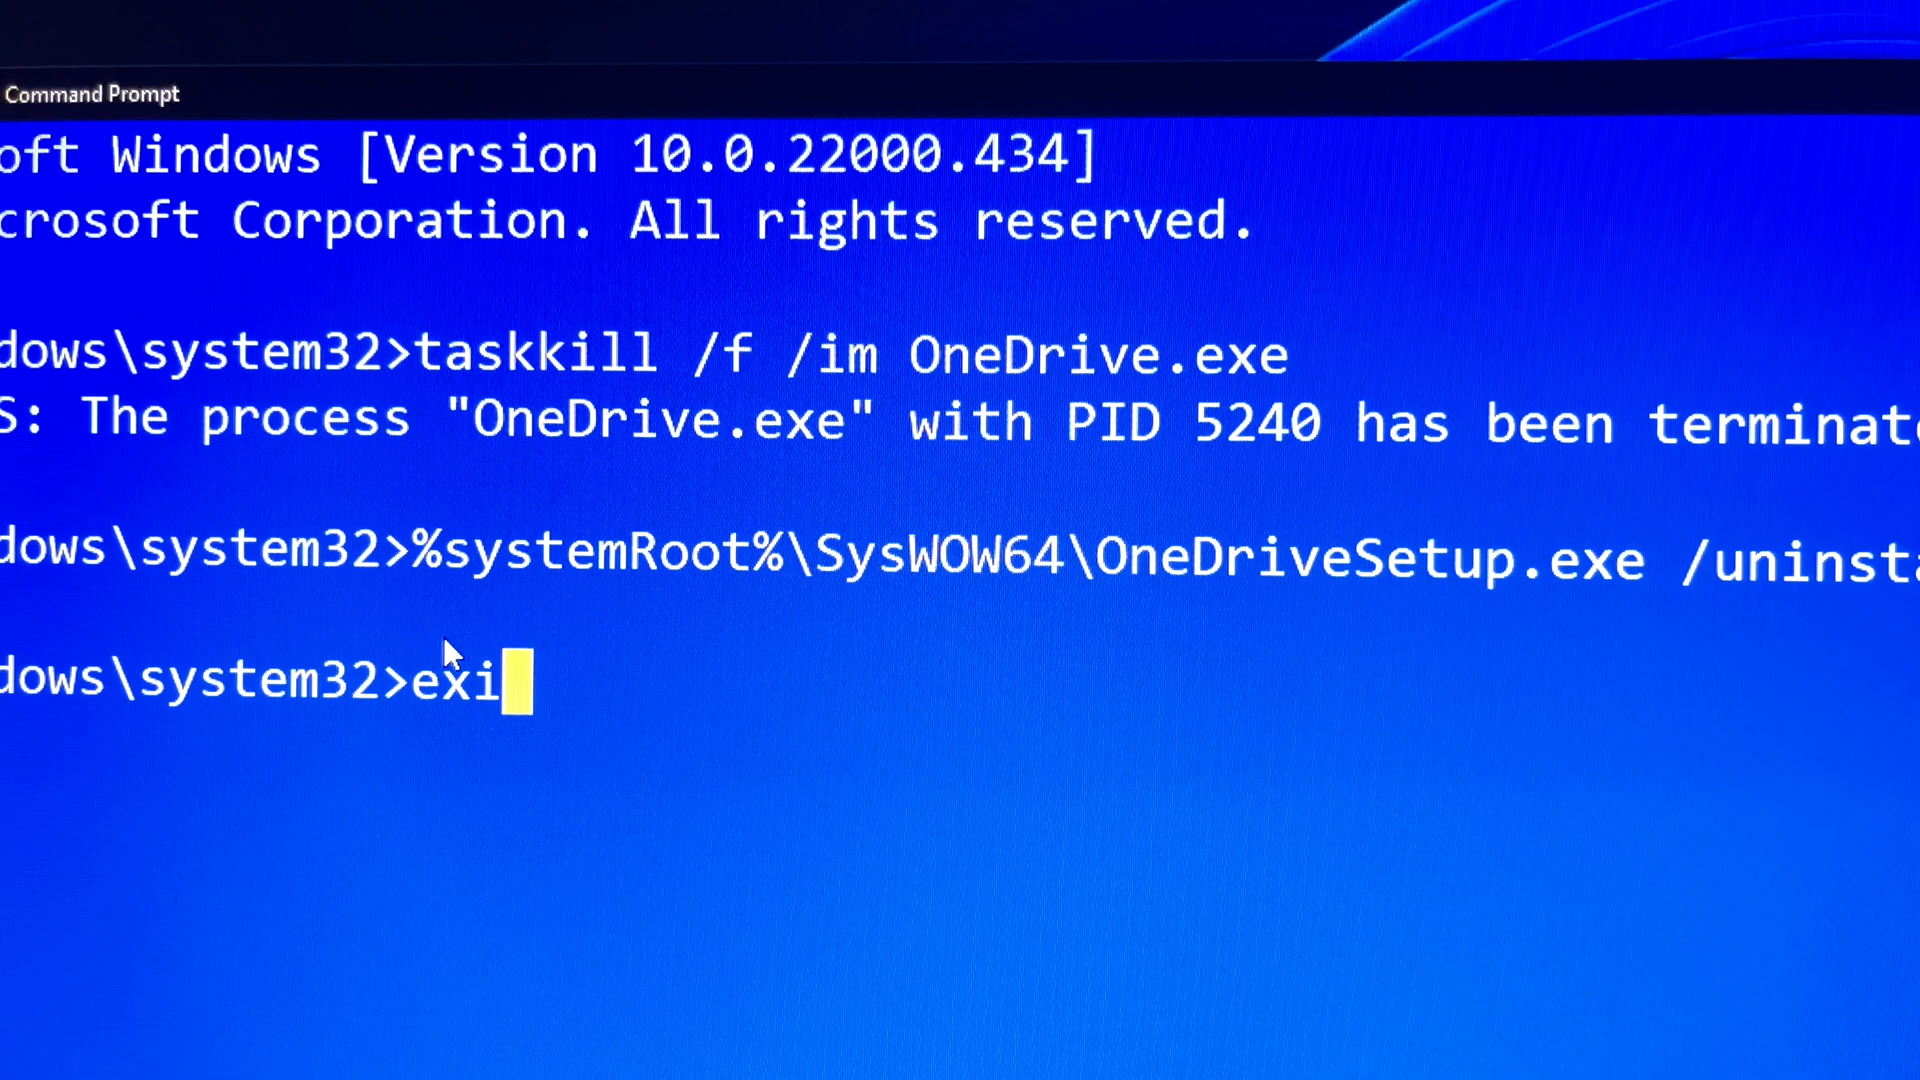 Command Prompt
oft Windows [Version 10.0.22000.434]
crosoft Corporation. All rights reserved.
dows\system32>taskkill /f /im OneDrive.exe
S: The process "OneDrive.exe" with PID 5240 has been terminate
dows\system32>%systemRoot%\SysWOW64\OneDriveSetup.exe /uninsta
dows\system32>exi